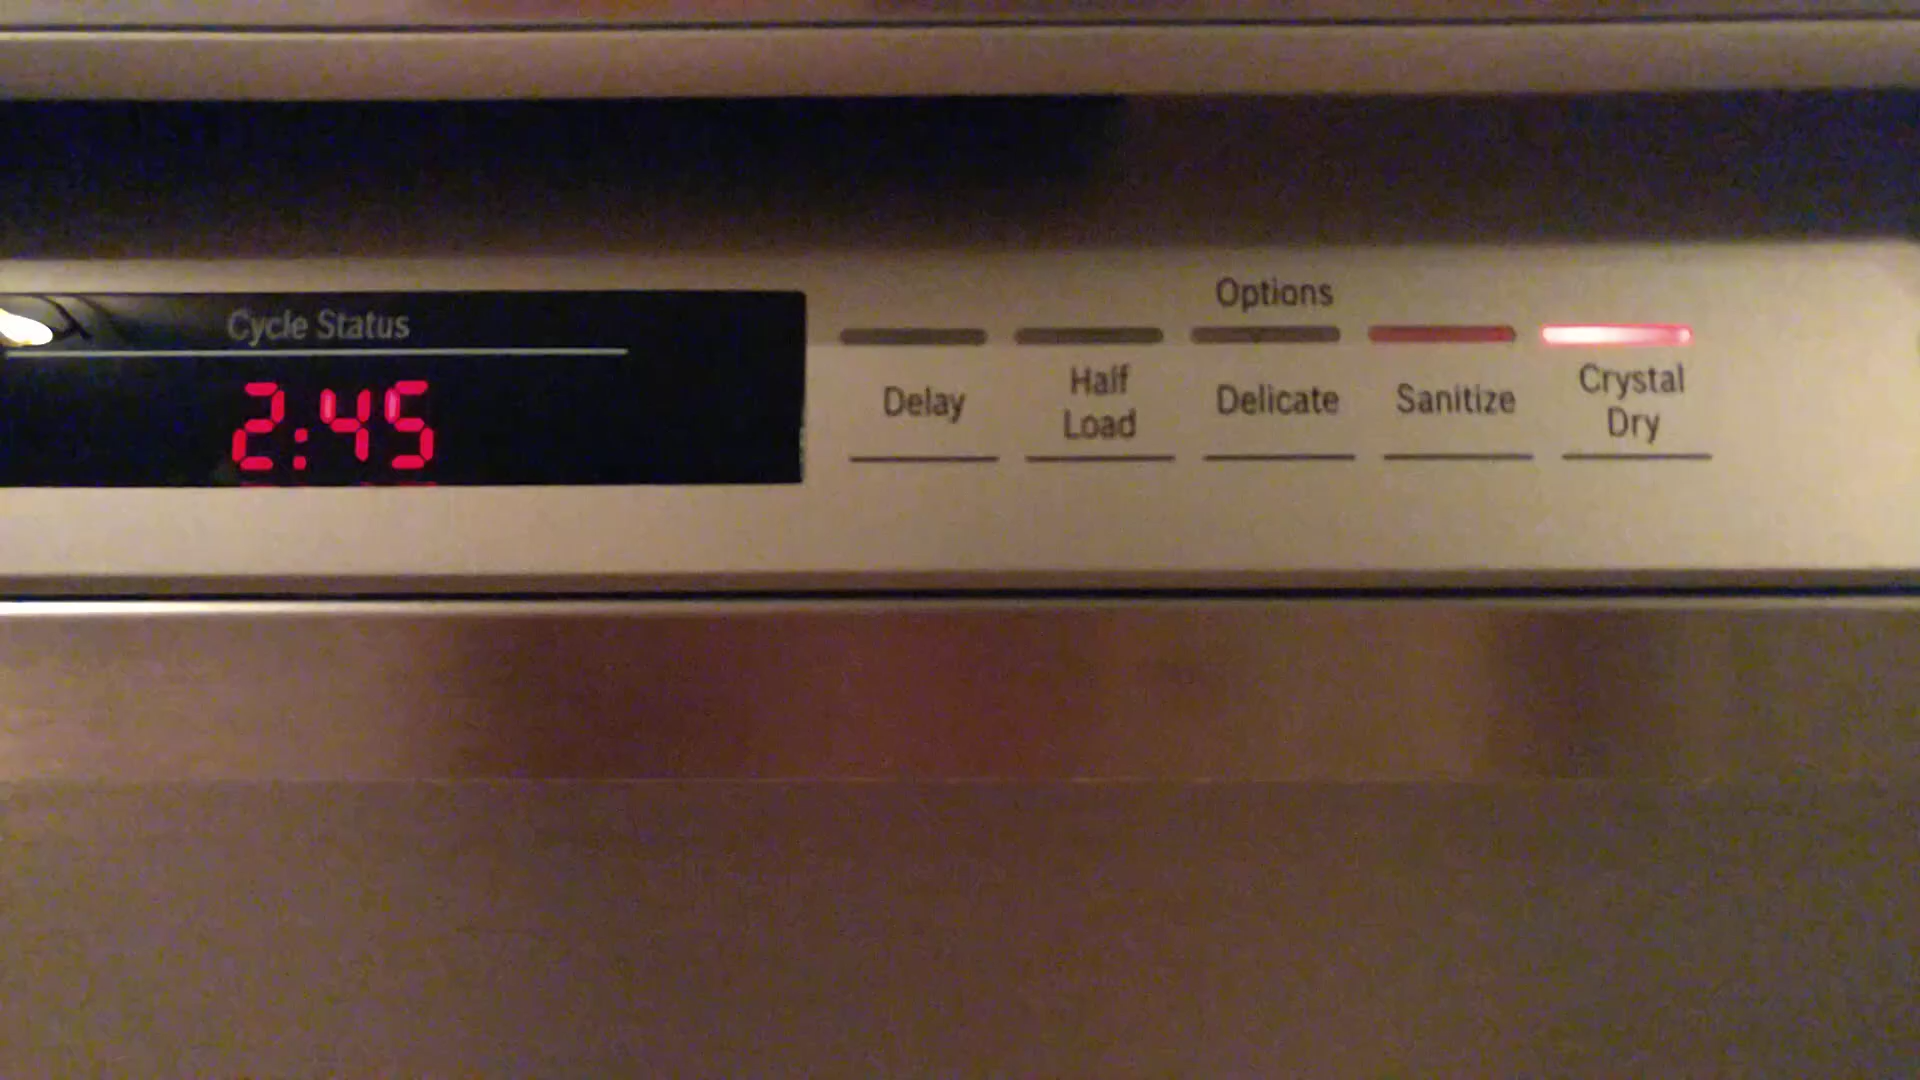 Options
Cycle Status
2:45
Delay
Half
Load
Delicate
Sanitize
Crystal
Dry